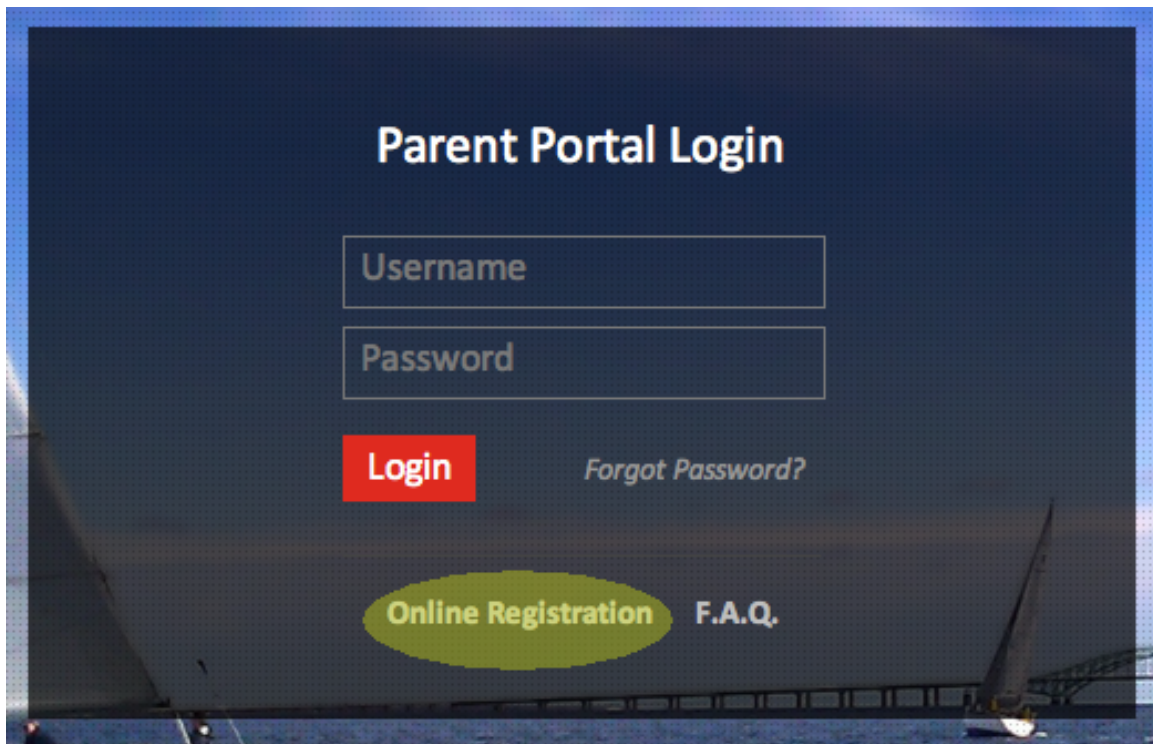 Parent Portal Login
Username
Password
Login Forgot Password?
Online Registration F.A.Q.